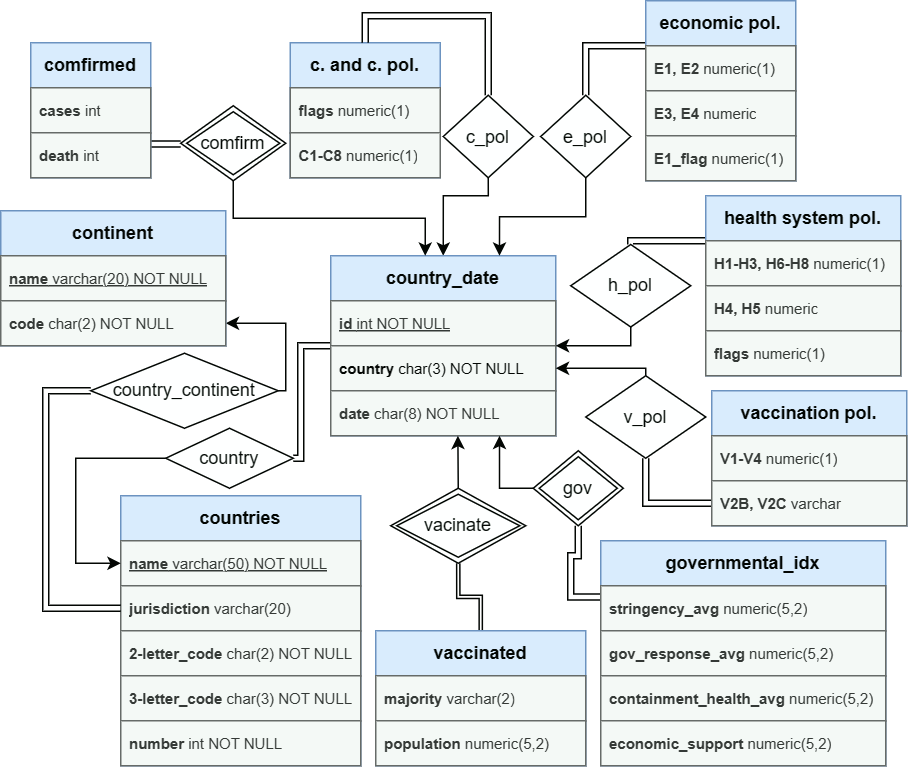 economic pol.
E1, E2 numeric(1)
E3, E4 numeric
E1_flag numeric(1)
comfirmed
cases int
death int
comfirm
c. and c. pol.
flags numeric(1)
C1-C8 numeric(1)
c_pol
e_pol
health system pol.
H1-H3, H6-H8 numeric(1)
H4, H5 numeric
flags numeric(1)
h_pol
continent
name varchar(20) NOT NULL
code char(2) NOT NULL
country_date
id int NOT NULL
country char(3) NOT NULL
date char(8) NOT NULL
country_continent
country
v_pol
vaccination pol.
V1-V4 numeric(1)
V2B, V2C varchar
gov
vacinate
countries
name varchar(50) NOT NULL
jurisdiction varchar(20)
2-letter_code char(2) NOT NULL
3-letter_code char(3) NOT NULL
number int NOT NULL
vaccinated
majority varchar(2)
population numeric(5,2)
governmental_idx
stringency_avg numeric(5,2)
gov_response_avg numeric(5,2)
containment_health_avg numeric(5,2)
economic_support numeric(5,2)